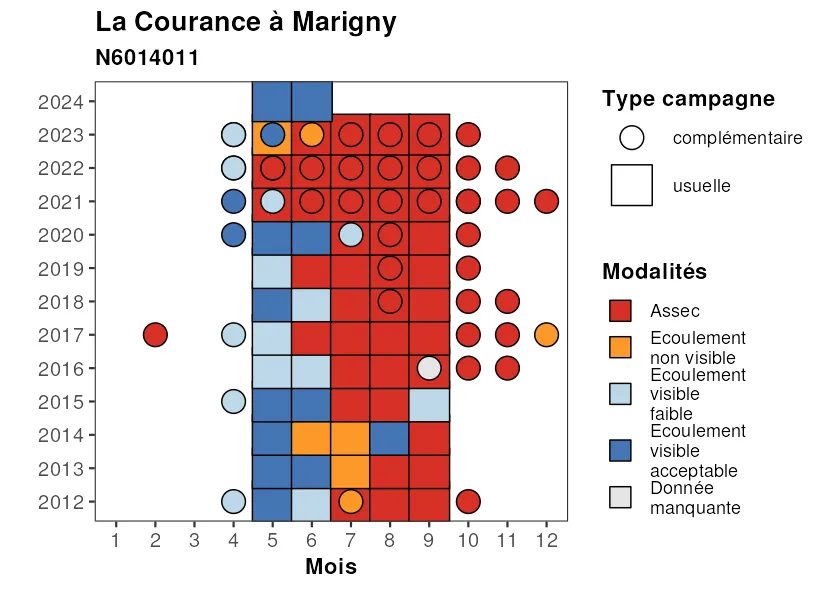 La Courance à Marigny
N6014011
2024
2023
2022
2021
2020
2019
2018
2017
2016
2015
2014
2013
2012
1 2 3 4 5 6 7 8 9 10 11 12
Mois
Type campagne
complémentaire
usuelle
Modalités
Assec
Ecoulement
non visible
Ecoulement
visible
faible
Ecoulement
visible
acceptable
Donnée
manquante